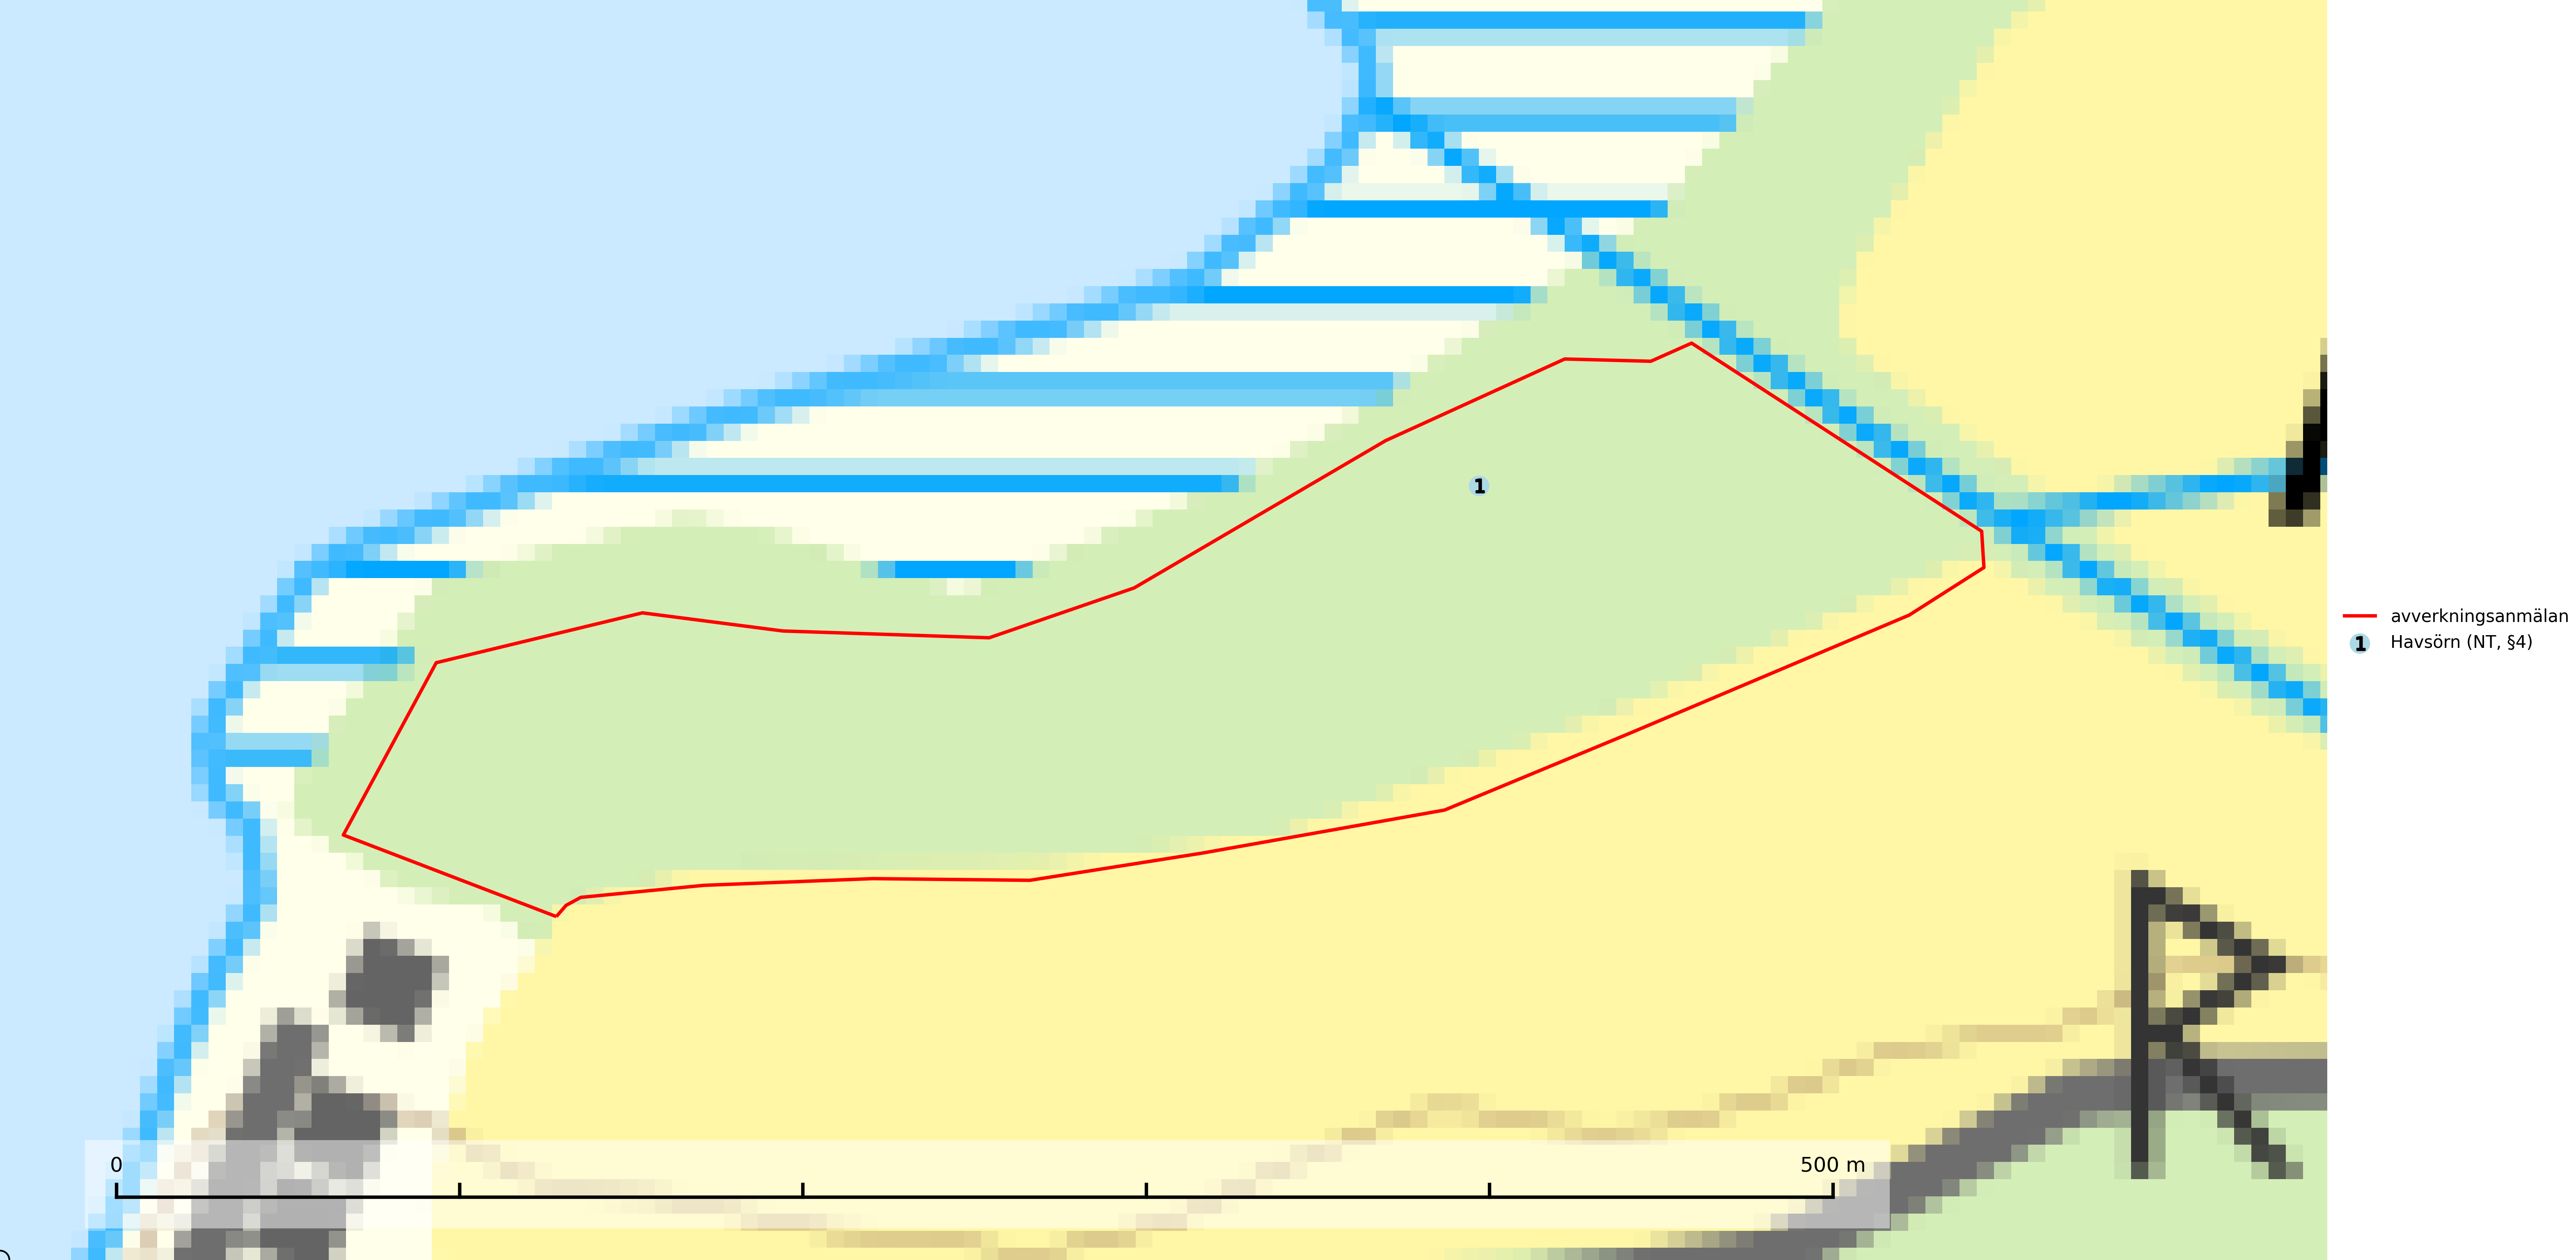 1
avverkningsanmälan
1 Havsörn (NT, §4)
R
0 500 m